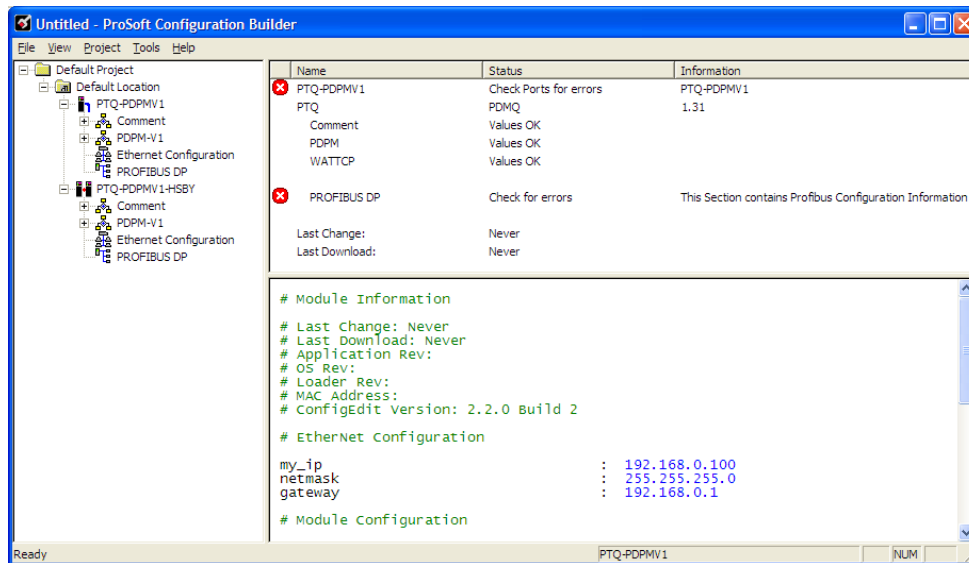 Untitled - ProSoft Configuration Builder
File View Project Tools Help
Default Project
Default Location
PTQ-PDPMV1
Comment
PDPM-V1
Ethernet Configuration
PROFIBUS DP
PTQ-PDPMV1-HSBY
Comment
PDPM-V1
Ethernet Configuration
PROFIBUS DP
Name Status Information
PTQ-PDPMV1 Check Ports for errors PTQ-PDPMV1
PTQ PDMQ 1.31
Comment Values OK
PDPM Values OK
WATTCP Values OK
PROFIBUS DP Check for errors This Section contains Profibus Configuration Information
Last Change: Never
Last Download: Never
# Module Information
# Last Change: Never
# Last Download: Never
# Application Rev:
# OS Rev:
# Loader Rev:
# MAC Address:
# ConfigEdit Version: 2.2.0 Build 2
# EtherNet Configuration
my_ip : 192.168.0.100
netmask : 255.255.255.0
gateway : 192.168.0.1
# Module Configuration
Ready PTQ-PDPMV1 NUM